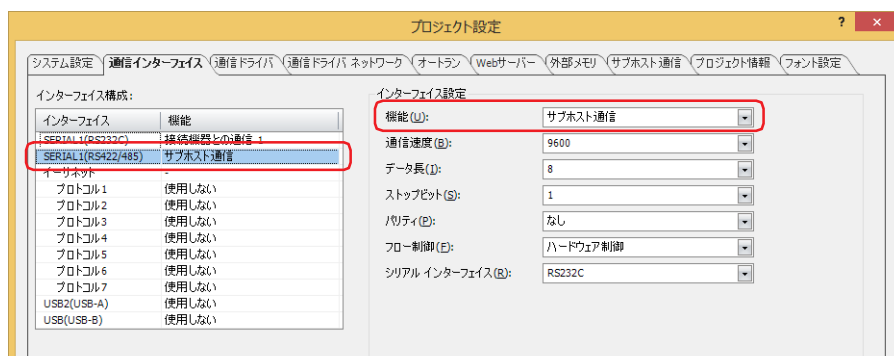 プロジェクト設定
? ×
システム設定 通信インターフェイス 通信ドライバ 通信ドライバ ネットワーク オートラン Webサーバー 外部メモリ サブホスト通信 プロジェクト情報 フォント設定
インターフェイス構成:
インターフェイス 機能
SERIAL1(RS232C) 接続機器との通信 1
SERIAL1(RS422/485) サブホスト通信
イーサネット -
プロトコル1 使用しない
プロトコル2 使用しない
プロトコル3 使用しない
プロトコル4 使用しない
プロトコル5 使用しない
プロトコル6 使用しない
プロトコル7 使用しない
USB2(USB-A) 使用しない
USB(USB-B) 使用しない
インターフェイス設定
機能(U): サブホスト通信
通信速度(B): 9600
データ長(I): 8
ストップビット(S): 1
パリティ(P): なし
フロー制御(F): ハードウェア制御
シリアル インターフェイス(R): RS232C